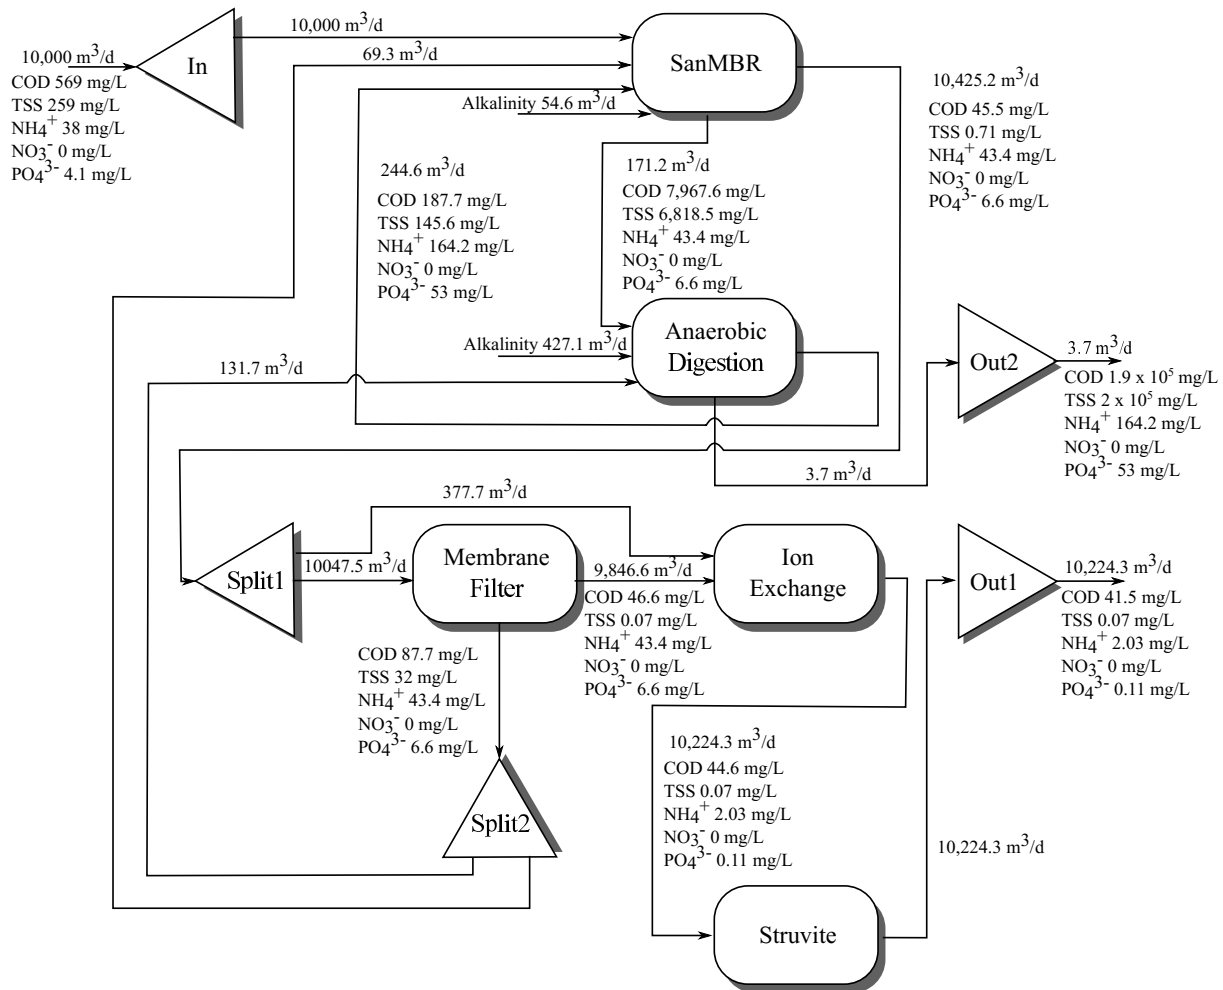 10,000 m³/d
COD 569 mg/L
TSS 259 mg/L
NH₄⁺ 38 mg/L
NO₃⁻ 0 mg/L
PO₄³⁻ 4.1 mg/L
In
10,000 m³/d
69.3 m³/d
Alkalinity 54.6 m³/d
SanMBR
10,425.2 m³/d
COD 45.5 mg/L
TSS 0.71 mg/L
NH₄⁺ 43.4 mg/L
NO₃⁻ 0 mg/L
PO₄³⁻ 6.6 mg/L
244.6 m³/d
COD 187.7 mg/L
TSS 145.6 mg/L
NH₄⁺ 164.2 mg/L
NO₃⁻ 0 mg/L
PO₄³⁻ 53 mg/L
171.2 m³/d
COD 7,967.6 mg/L
TSS 6,818.5 mg/L
NH₄⁺ 43.4 mg/L
NO₃⁻ 0 mg/L
PO₄³⁻ 6.6 mg/L
Alkalinity 427.1 m³/d
131.7 m³/d
Anaerobic
Digestion
3.7 m³/d
Out2
3.7 m³/d
COD 1.9 x 10⁵ mg/L
TSS 2 x 10⁵ mg/L
NH₄⁺ 164.2 mg/L
NO₃⁻ 0 mg/L
PO₄³⁻ 53 mg/L
377.7 m³/d
Split1
10047.5 m³/d
Membrane
Filter
9,846.6 m³/d
COD 46.6 mg/L
TSS 0.07 mg/L
NH₄⁺ 43.4 mg/L
NO₃⁻ 0 mg/L
PO₄³⁻ 6.6 mg/L
Ion
Exchange
Out1
10,224.3 m³/d
COD 41.5 mg/L
TSS 0.07 mg/L
NH₄⁺ 2.03 mg/L
NO₃⁻ 0 mg/L
PO₄³⁻ 0.11 mg/L
COD 87.7 mg/L
TSS 32 mg/L
NH₄⁺ 43.4 mg/L
NO₃⁻ 0 mg/L
PO₄³⁻ 6.6 mg/L
Split2
10,224.3 m³/d
COD 44.6 mg/L
TSS 0.07 mg/L
NH₄⁺ 2.03 mg/L
NO₃⁻ 0 mg/L
PO₄³⁻ 0.11 mg/L
10,224.3 m³/d
Struvite